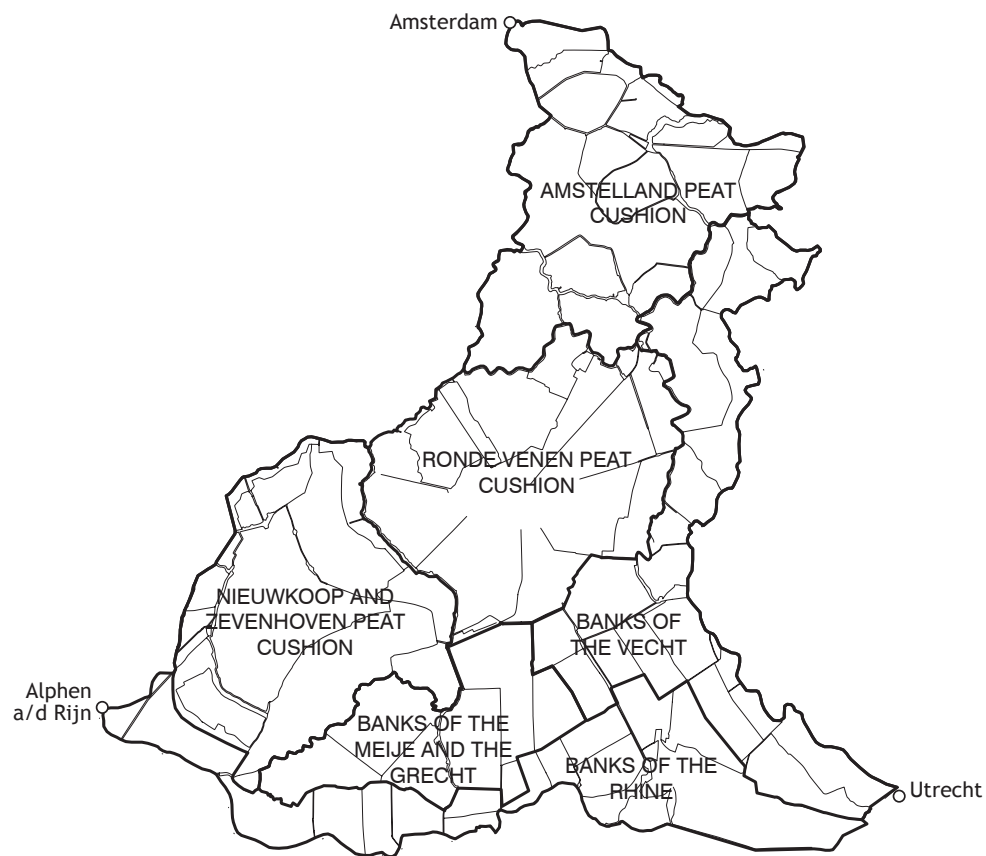 Amsterdam
AMSTELLAND PEAT
CUSHION
RONDE VENEN PEAT
CUSHION
NIEUWKOOP AND
ZEVENHOVEN PEAT
CUSHION
BANKS OF
THE VECHT
Alphen
a/d Rijn
BANKS OF THE
MEIJE AND THE
GRECHT
BANKS OF THE
RHINE
Utrecht